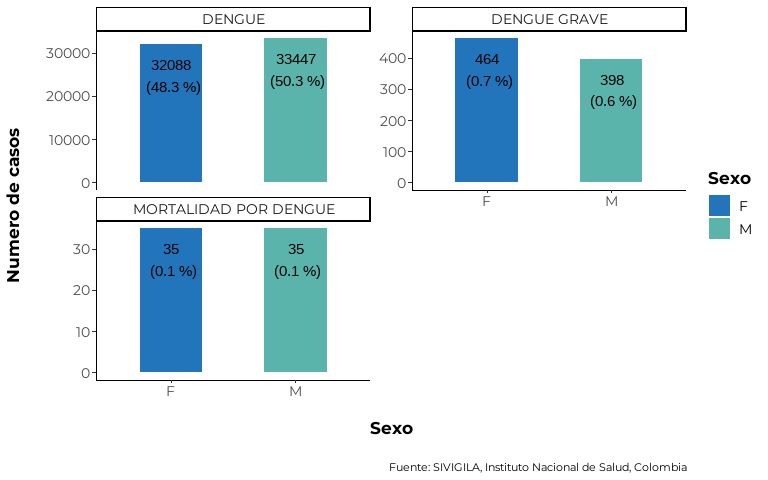 DENGUE
30000
20000
10000
0
32088
(48.3 %)
33447
(50.3 %)
DENGUE GRAVE
400
300
200
100
0
464
(0.7 %)
398
(0.6 %)
F
M
MORTALIDAD POR DENGUE
30
20
10
0
35
(0.1 %)
35
(0.1 %)
F
M
Numero de casos
Sexo
Sexo
F
M
Fuente: SIVIGILA, Instituto Nacional de Salud, Colombia